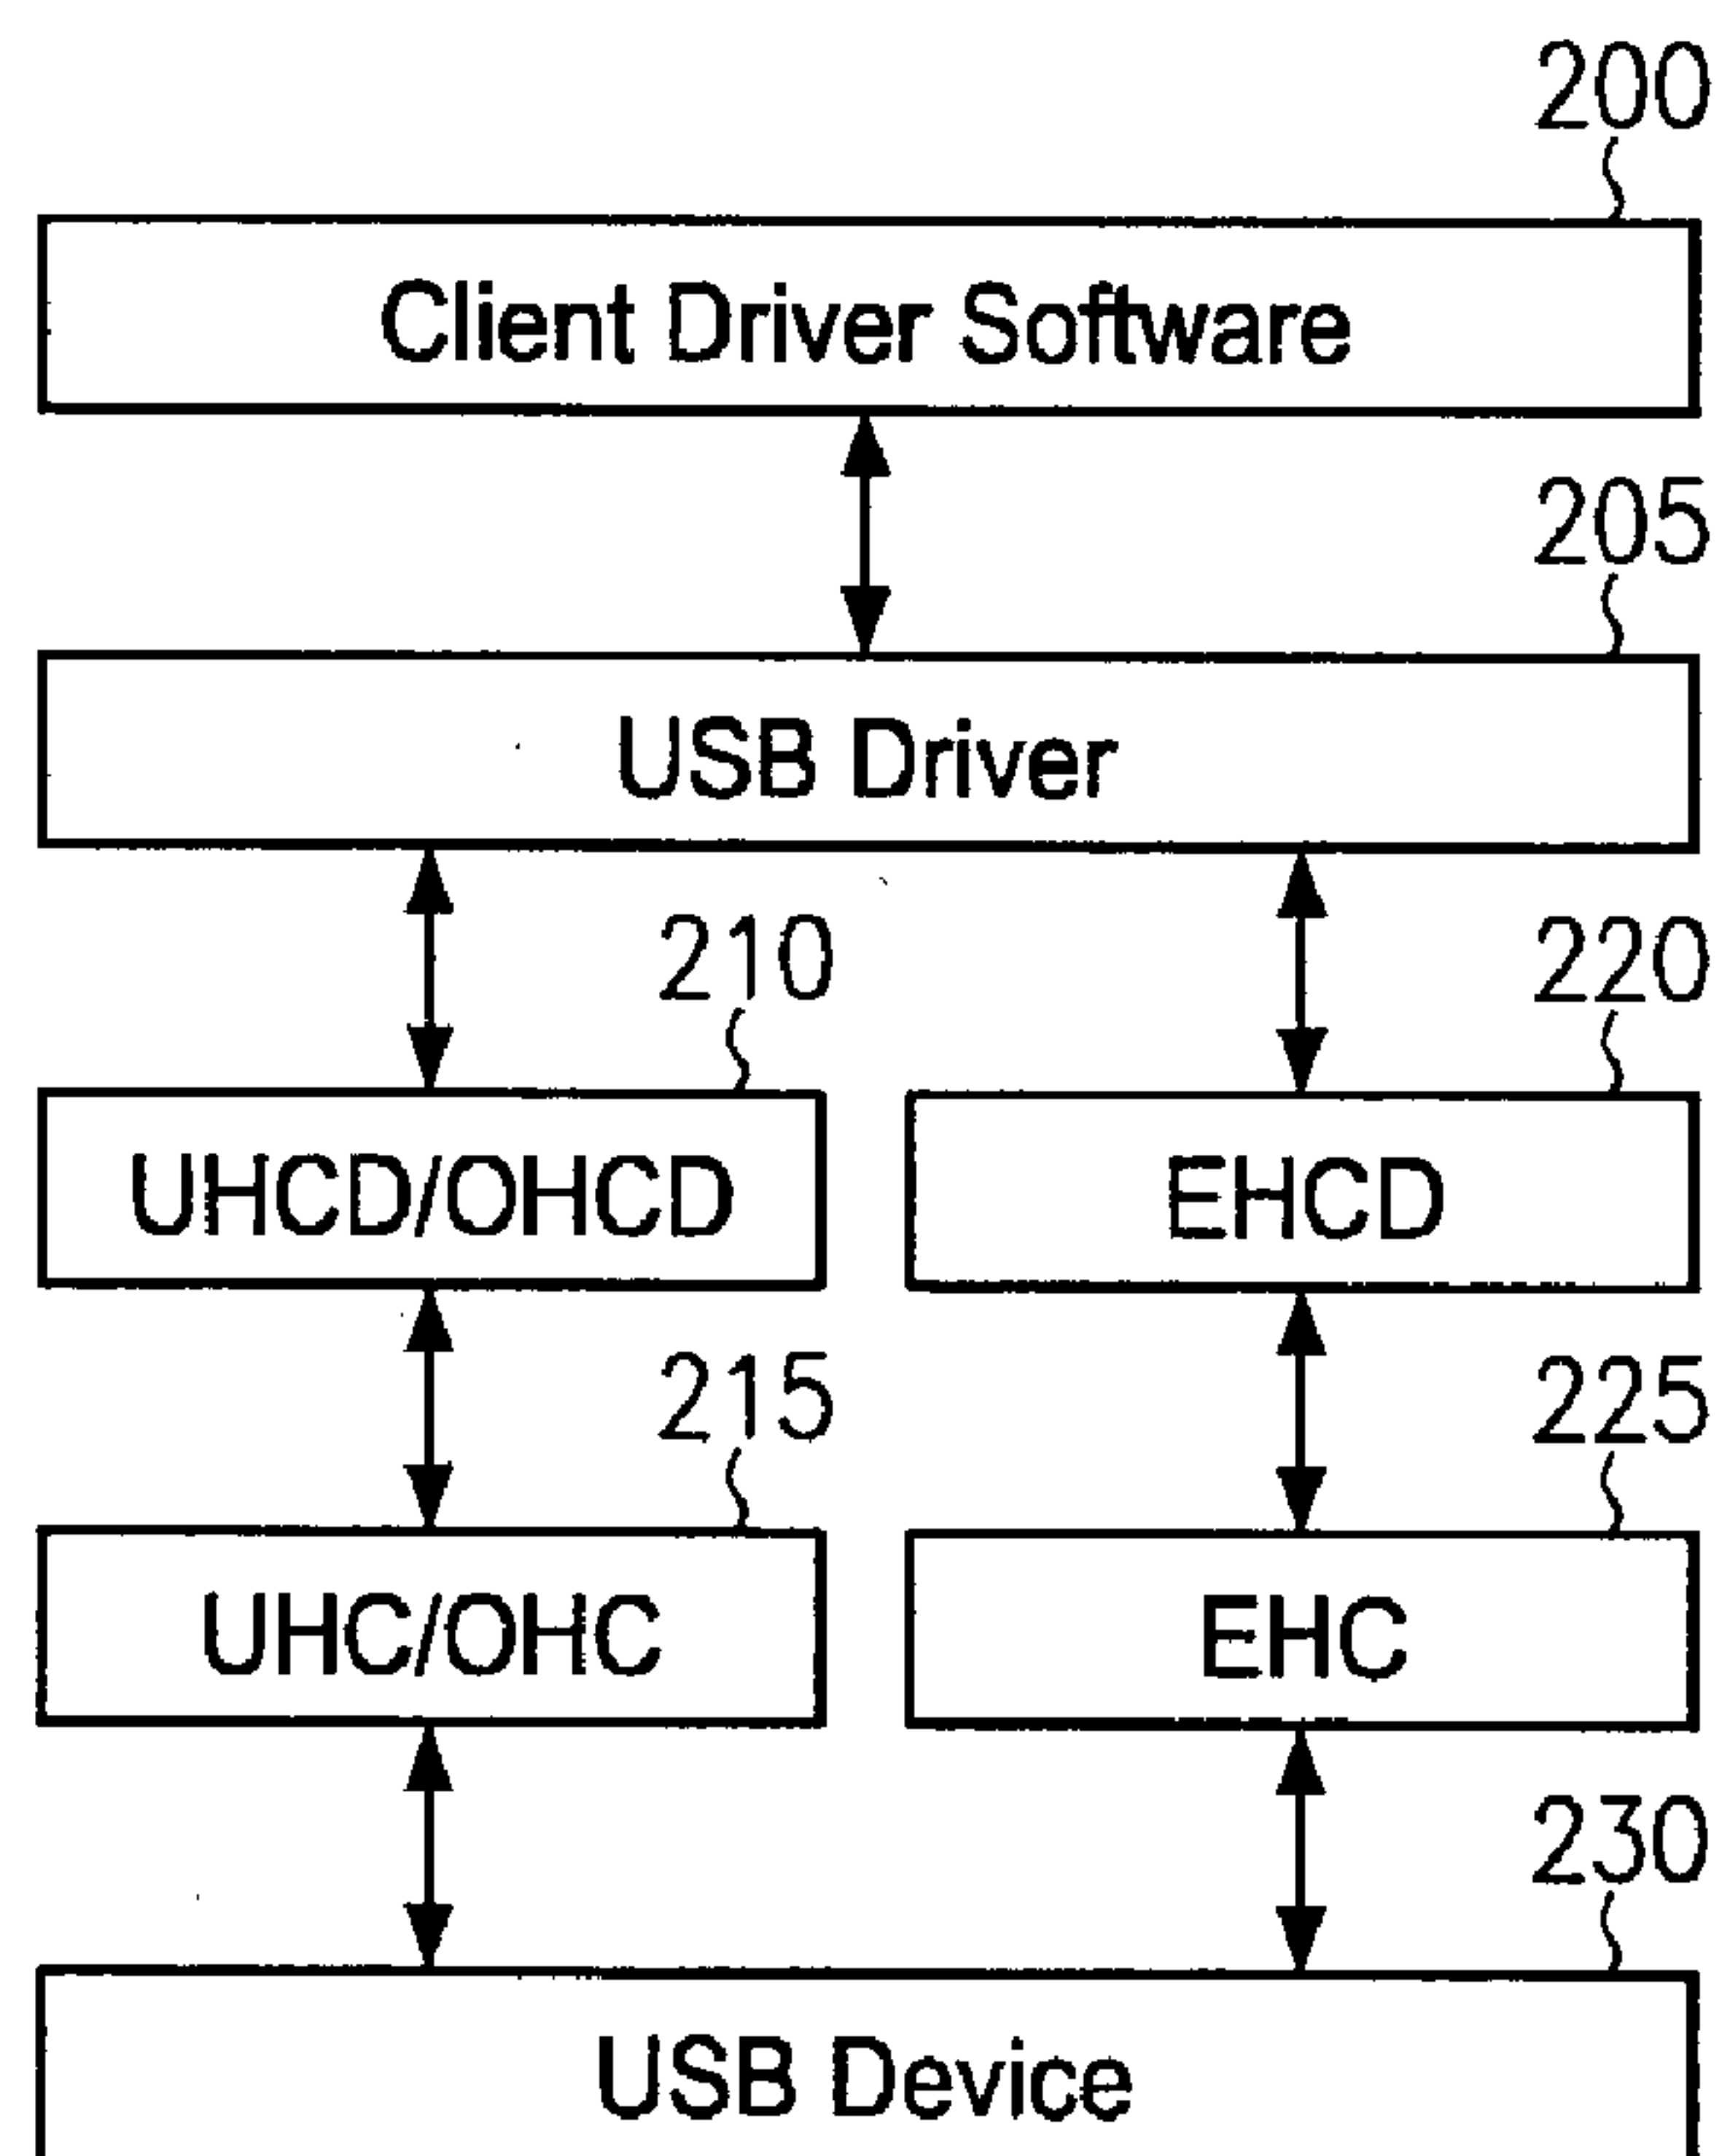 200
Client Driver Software
205
USB Driver
210
220
UHCD/OHCD
EHCD
215
225
UHC/OHC
EHC
230
USB Device